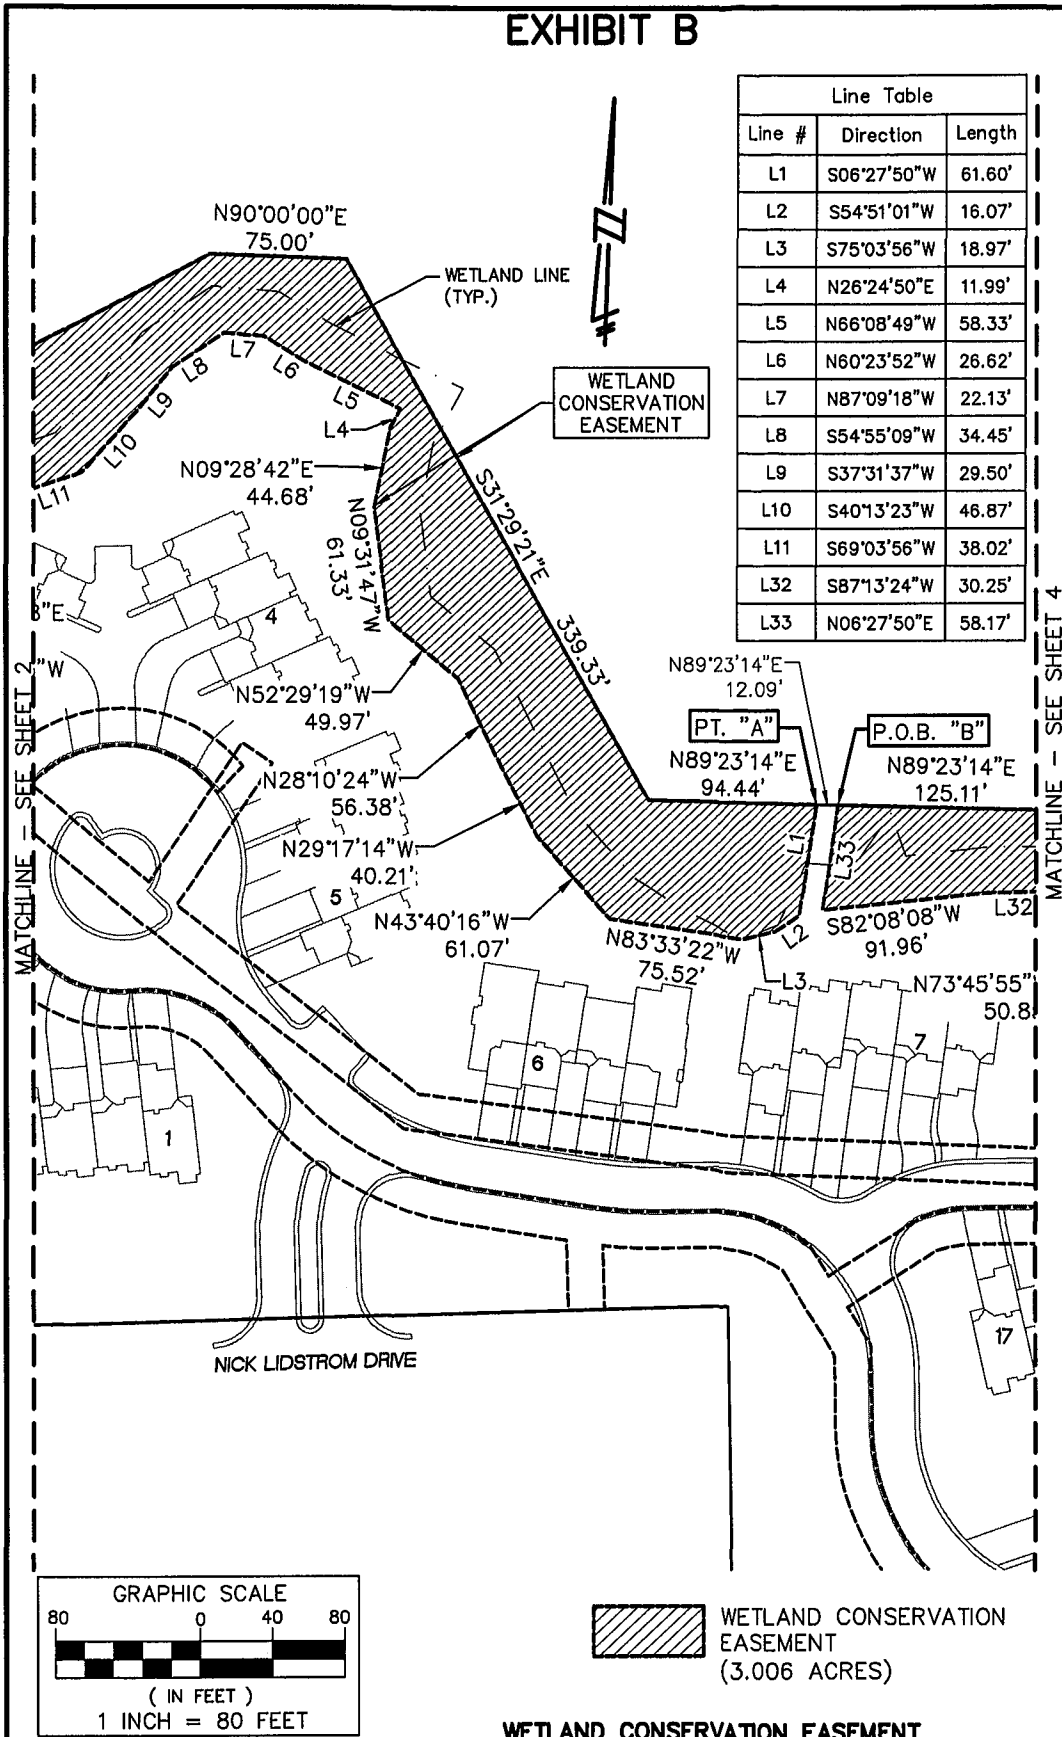 EXHIBIT B
Line Table
Line # Direction Length
L1 S06°27'50"W 61.60'
L2 S54°51'01"W 16.07'
L3 S75°03'56"W 18.97'
L4 N26°24'50"E 11.99'
L5 N66°08'49"W 58.33'
L6 N60°23'52"W 26.62'
L7 N87°09'18"W 22.13'
L8 S54°55'09"W 34.45'
L9 S37°31'37"W 29.50'
L10 S40°13'23"W 46.87'
L11 S69°03'56"W 38.02'
L32 S87°13'24"W 30.25'
L33 N06°27'50"E 58.17'
N90°00'00"E
75.00'
WETLAND LINE
(TYP.)
WETLAND
CONSERVATION
EASEMENT
L7
L8
L6
L5
L9
L4
L10
L11
N09°28'42"E
44.68'
N09°31'47"W
61.33'
S31°29'21"E
339.33'
"E
4
"W
N52°29'19"W
49.97'
N28°10'24"W
56.38'
N29°17'14"W
40.21'
5
N43°40'16"W
61.07'
N89°23'14"E
12.09'
PT. "A"
P.O.B. "B"
N89°23'14"E
94.44'
N89°23'14"E
125.11'
L1
L33
L2
L3
L32
S82°08'08"W
91.96'
N83°33'22"W
75.52'
N73°45'55"
50.8
MATCHLINE - SEE SHEET 2
MATCHLINE - SEE SHEET 4
6
7
1
17
NICK LIDSTROM DRIVE
GRAPHIC SCALE
80 0 40 80
( IN FEET )
1 INCH = 80 FEET
WETLAND CONSERVATION
EASEMENT
(3.006 ACRES)
WETLAND CONSERVATION EASEMENT